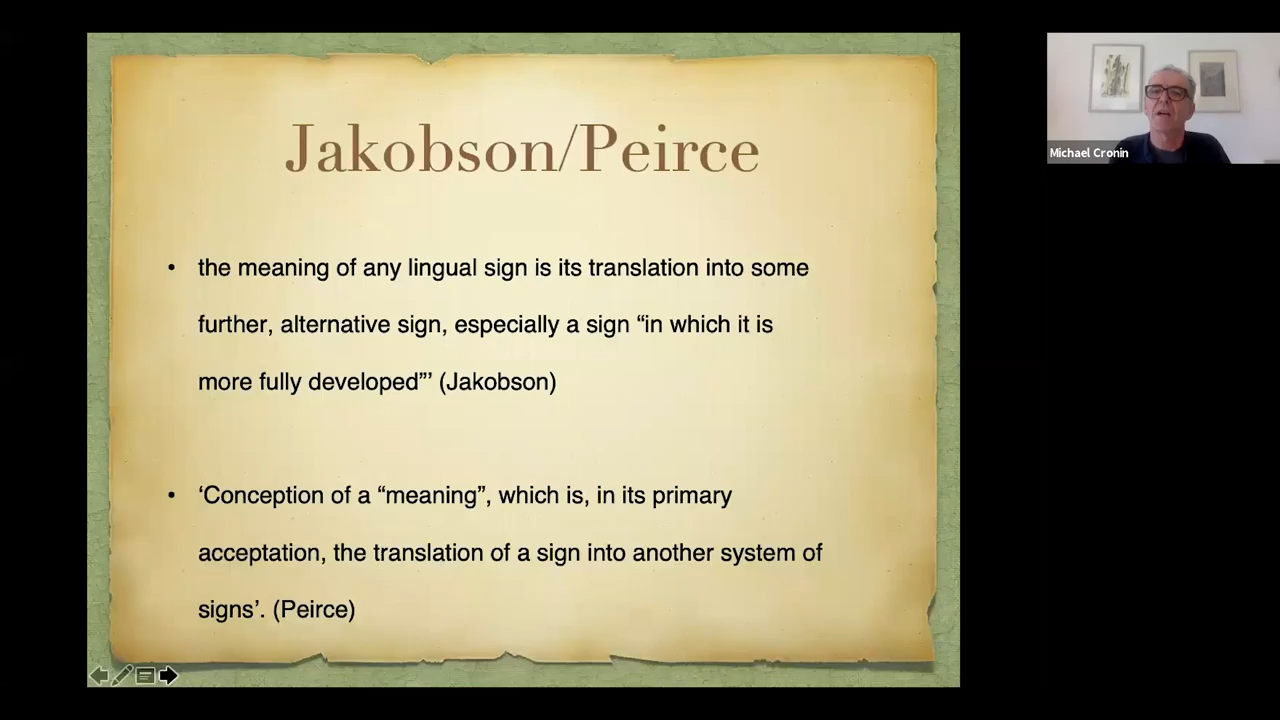 Jakobson/Peirce
• the meaning of any lingual sign is its translation into some
further, alternative sign, especially a sign “in which it is
more fully developed”’ (Jakobson)
• ‘Conception of a “meaning”, which is, in its primary
acceptation, the translation of a sign into another system of
signs’. (Peirce)
Michael Cronin